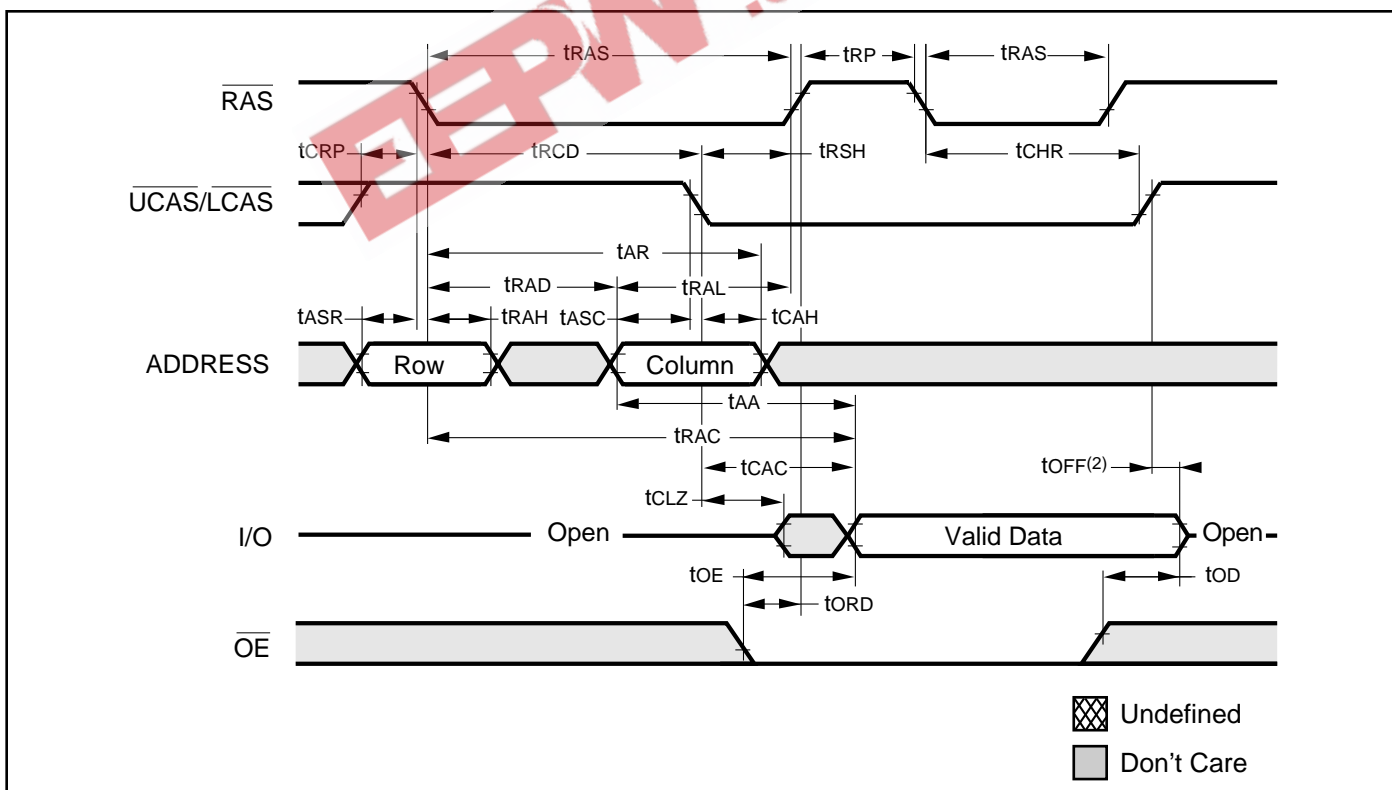 EEPW
tRAS tRP tRAS
RAS
tCRP tRCD tRSH tCHR
UCAS/LCAS
tAR
tRAD tRAL
tASR tRAH tASC tCAH
ADDRESS Row Column
tAA
tRAC
tCAC tOFF(2)
tCLZ
I/O Open Valid Data Open
tOE tOD
tORD
OE
Undefined
Don't Care